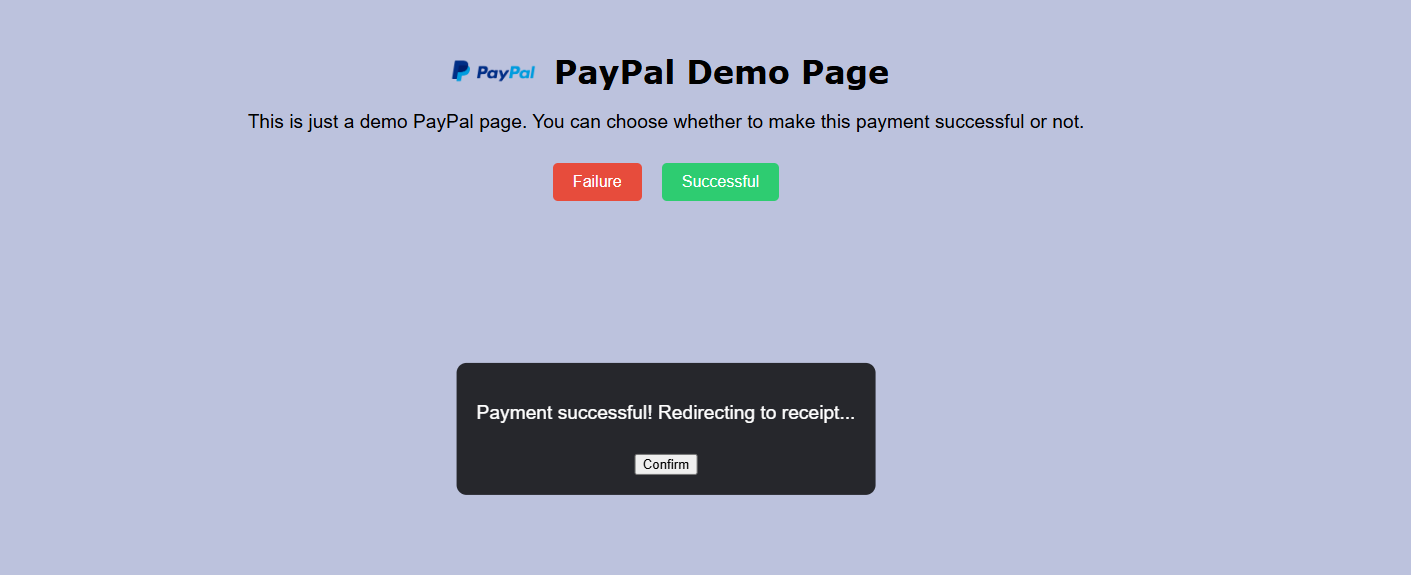 PayPal PayPal Demo Page
This is just a demo PayPal page. You can choose whether to make this payment successful or not.
Failure Successful
Payment successful! Redirecting to receipt...
Confirm